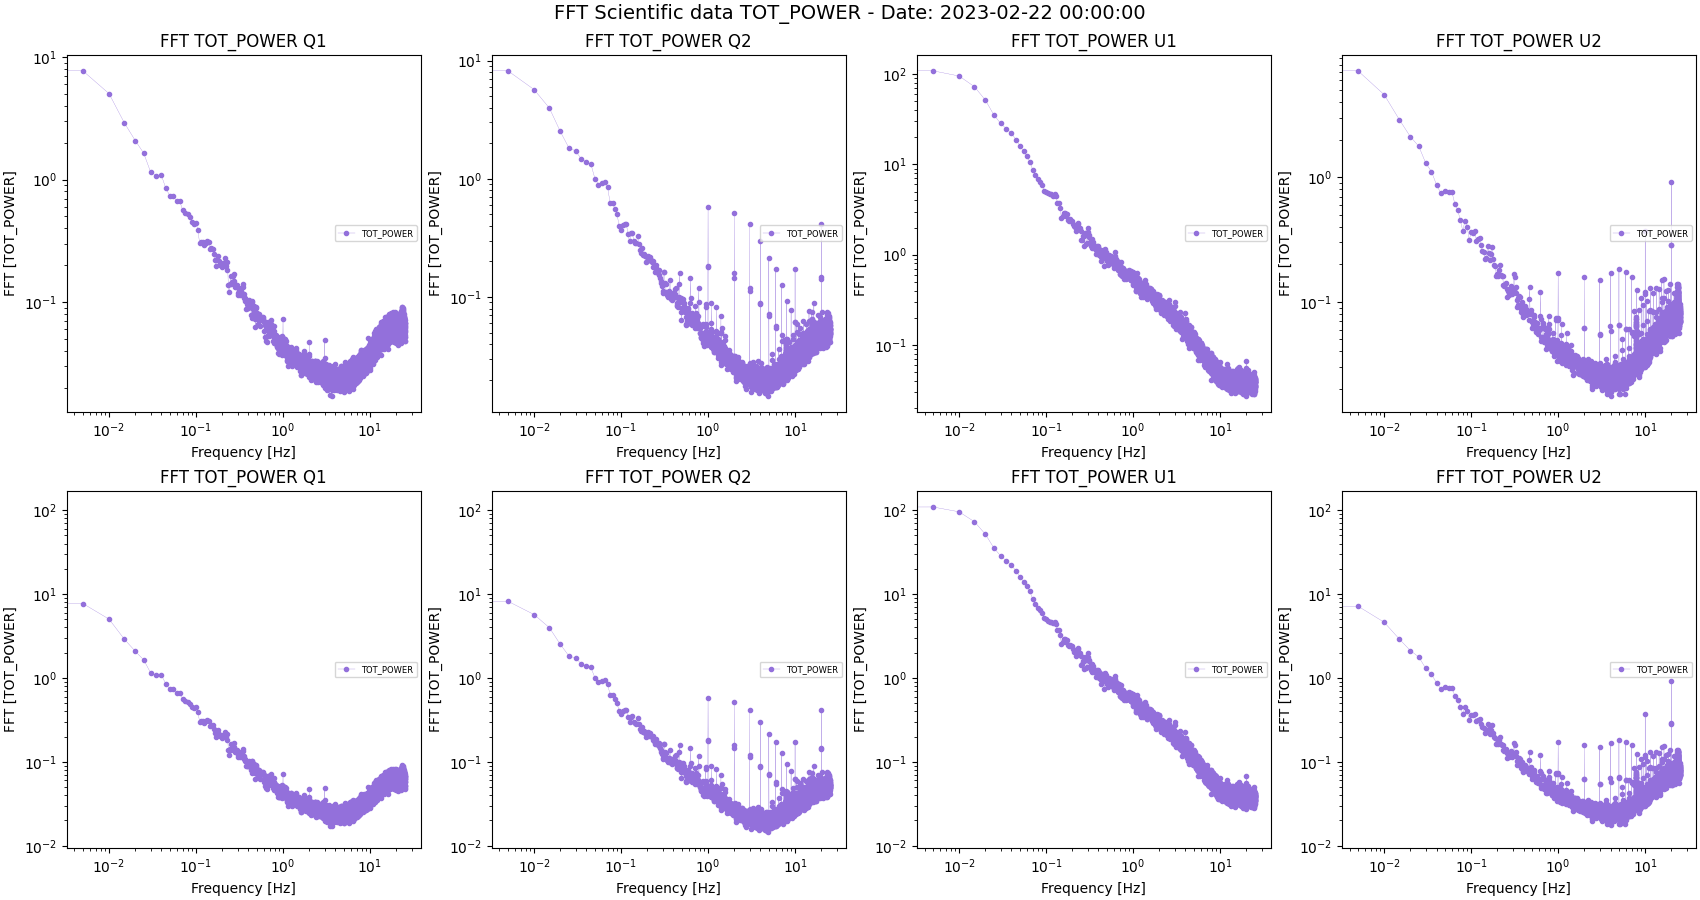 FFT Scientific data TOT_POWER - Date: 2023-02-22 00:00:00
FFT TOT_POWER Q1
FFT [TOT_POWER]
10¹
10⁰
10⁻¹
TOT_POWER
10⁻² 10⁻¹ 10⁰ 10¹
Frequency [Hz]
FFT TOT_POWER Q2
FFT [TOT_POWER]
10¹
10⁰
10⁻¹
TOT_POWER
10⁻² 10⁻¹ 10⁰ 10¹
Frequency [Hz]
FFT TOT_POWER U1
FFT [TOT_POWER]
10²
10¹
10⁰
10⁻¹
TOT_POWER
10⁻² 10⁻¹ 10⁰ 10¹
Frequency [Hz]
FFT TOT_POWER U2
FFT [TOT_POWER]
10⁰
10⁻¹
TOT_POWER
10⁻² 10⁻¹ 10⁰ 10¹
Frequency [Hz]
FFT TOT_POWER Q1
FFT [TOT_POWER]
10²
10¹
10⁰
10⁻¹
10⁻²
TOT_POWER
10⁻² 10⁻¹ 10⁰ 10¹
Frequency [Hz]
FFT TOT_POWER Q2
FFT [TOT_POWER]
10²
10¹
10⁰
10⁻¹
10⁻²
TOT_POWER
10⁻² 10⁻¹ 10⁰ 10¹
Frequency [Hz]
FFT TOT_POWER U1
FFT [TOT_POWER]
10²
10¹
10⁰
10⁻¹
10⁻²
TOT_POWER
10⁻² 10⁻¹ 10⁰ 10¹
Frequency [Hz]
FFT TOT_POWER U2
FFT [TOT_POWER]
10²
10¹
10⁰
10⁻¹
10⁻²
TOT_POWER
10⁻² 10⁻¹ 10⁰ 10¹
Frequency [Hz]